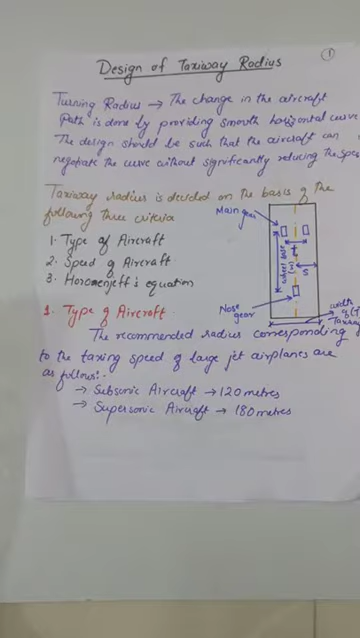 ①
Design of Taxiway Radius
Turning Radius → The change in the aircraft
Path is done by providing smooth horizontal curve
The design should be such that the aircraft can
negotiate the curve without significantly reducing the spe
Taxiway radius is decided on the basis of the
following three criteria
1. Type of Aircraft
2. Speed of Aircraft
3. Horonenjeff's equation
Main gear
wheel base
(w)
t
S
Nose
gear
width
of (T)
Taxiway
1. Type of Aircraft.
The recommended radius corresponding
to the taxing speed of large jet airplanes are
as follows:-
→ Subsonic Aircraft → 120 metres
→ Supersonic Aircraft → 180 metres